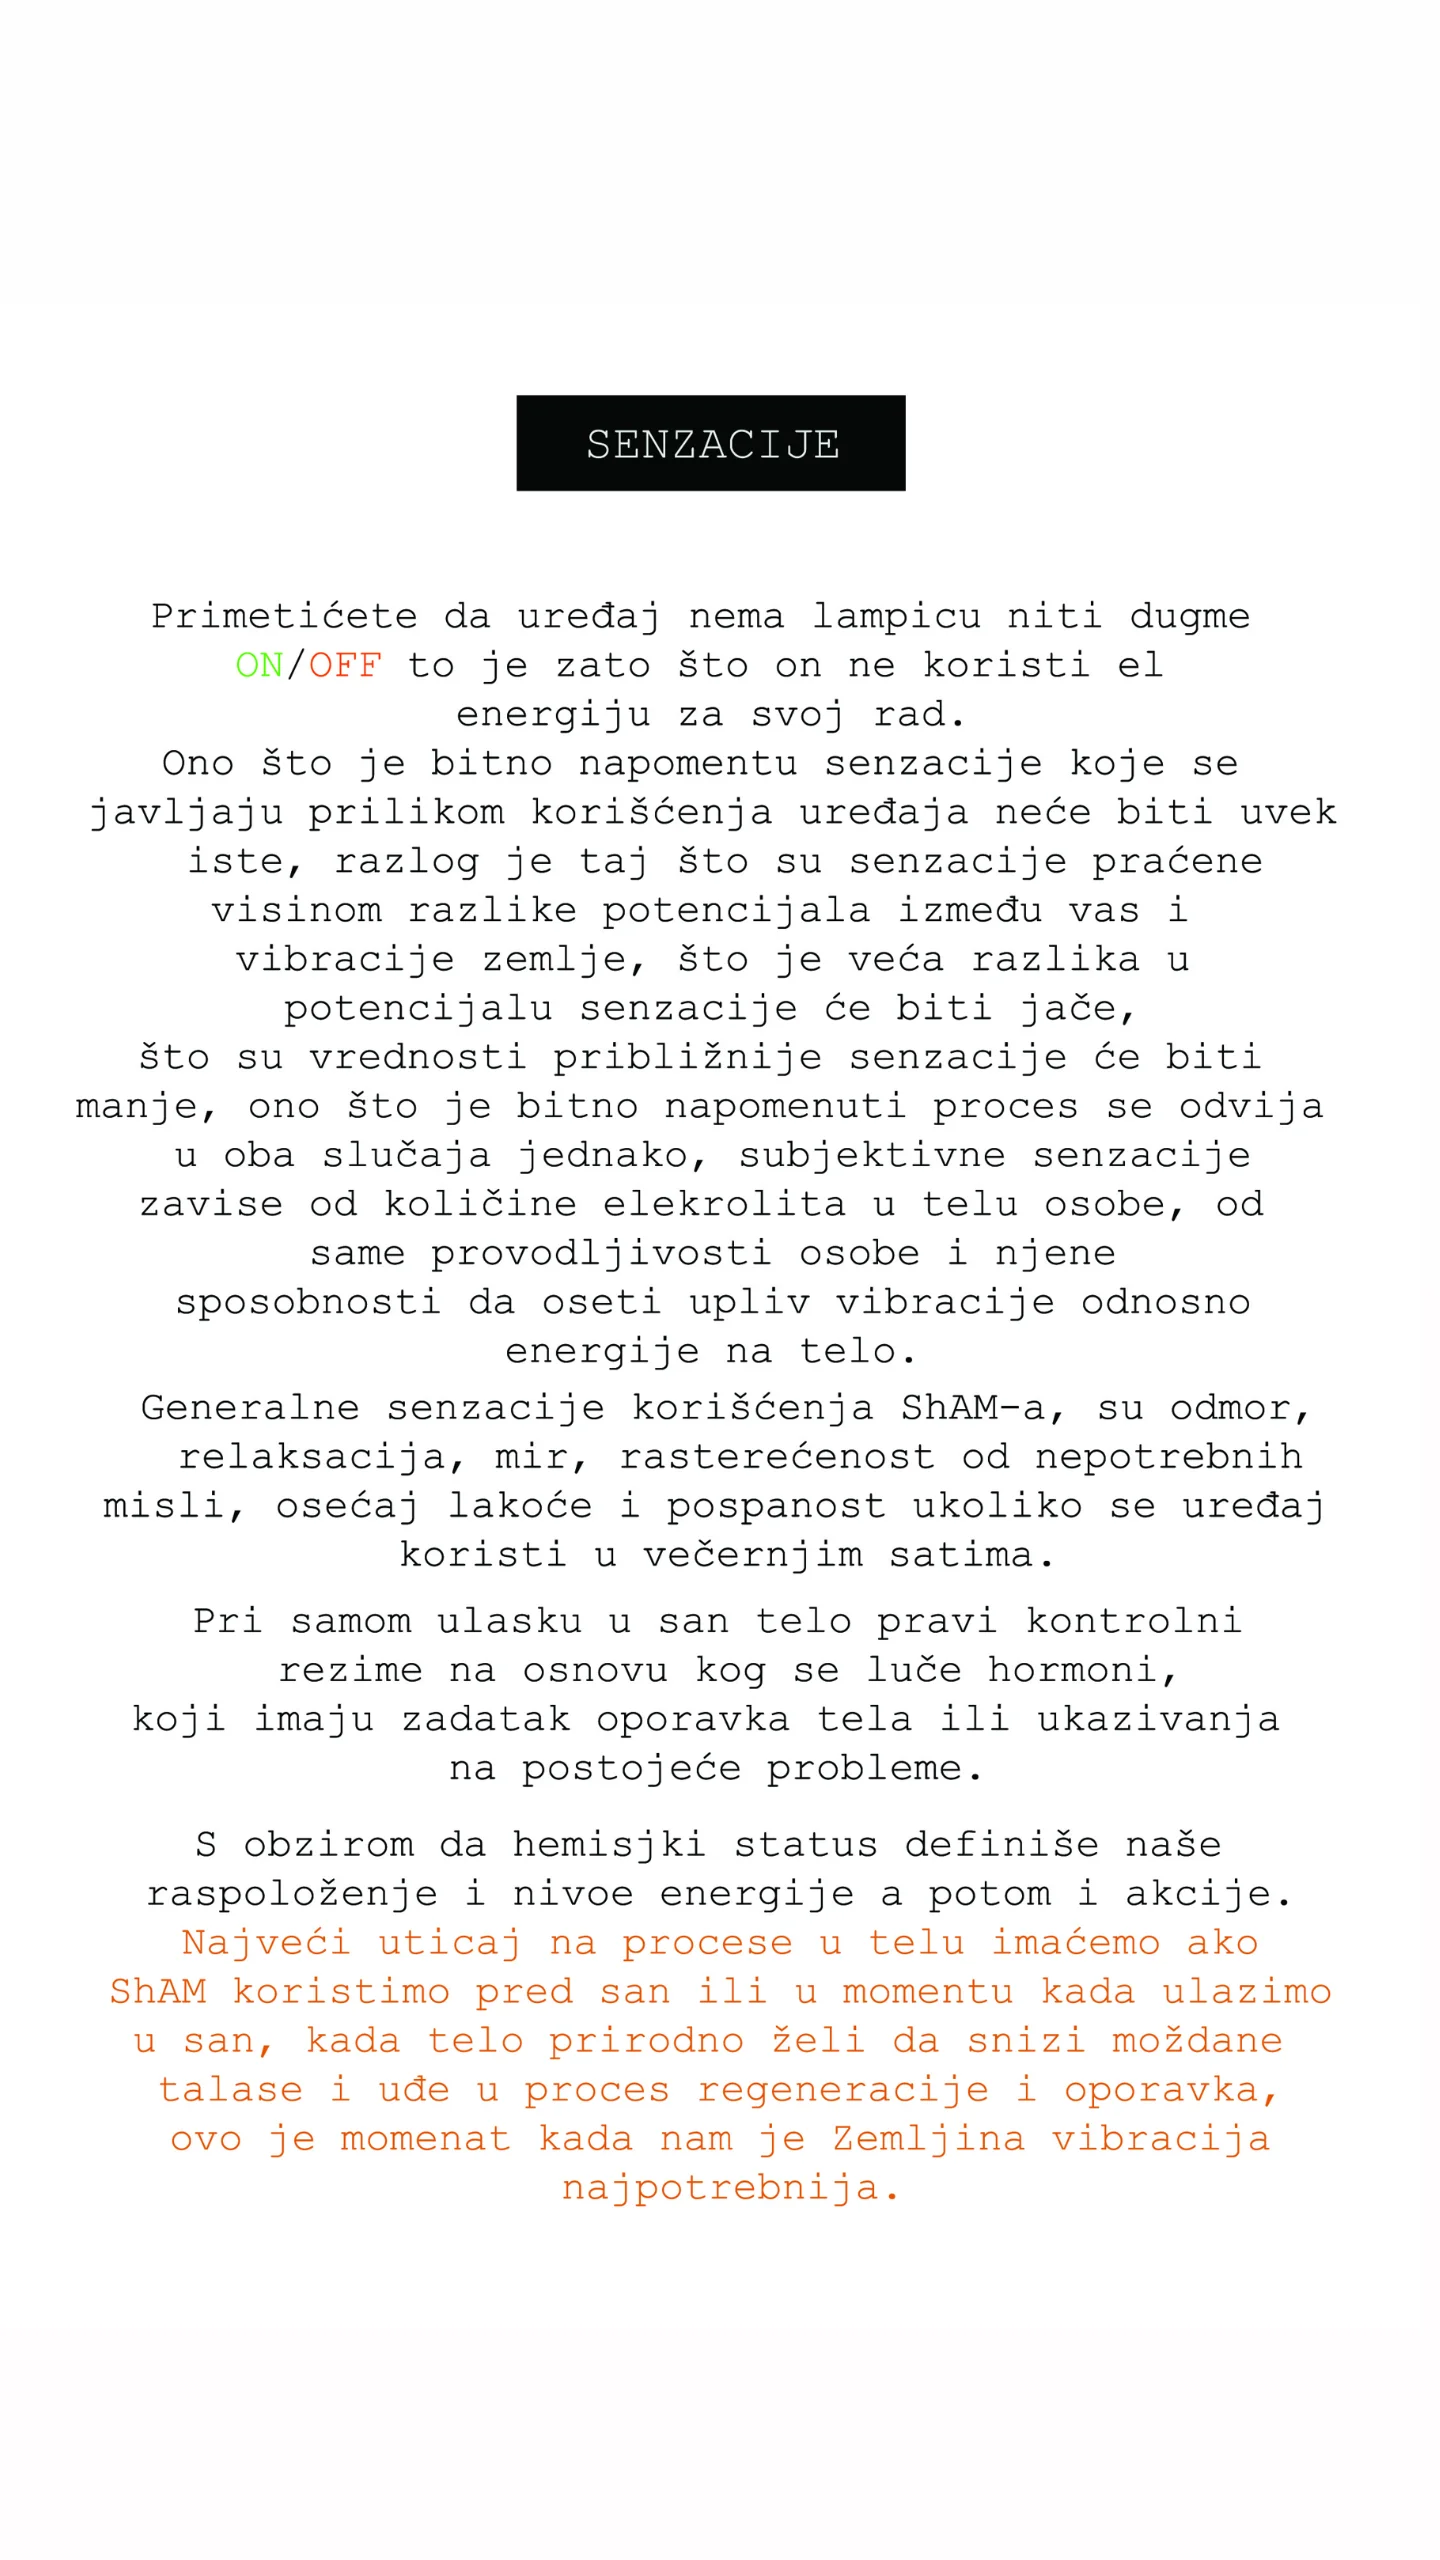 SENZACIJE
Primetićete da uređaj nema lampicu niti dugme
ON/OFF to je zato što on ne koristi el
energiju za svoj rad.
Ono što je bitno napomentu senzacije koje se
javljaju prilikom korišćenja uređaja neće biti uvek
iste, razlog je taj što su senzacije praćene
visinom razlike potencijala između vas i
vibracije zemlje, što je veća razlika u
potencijalu senzacije će biti jače,
što su vrednosti približnije senzacije će biti
manje, ono što je bitno napomenuti proces se odvija
u oba slučaja jednako, subjektivne senzacije
zavise od količine elekrolita u telu osobe, od
same provodljivosti osobe i njene
sposobnosti da oseti upliv vibracije odnosno
energije na telo.
Generalne senzacije korišćenja ShAM-a, su odmor,
relaksacija, mir, rasterećenost od nepotrebnih
misli, osećaj lakoće i pospanost ukoliko se uređaj
koristi u večernjim satima.
Pri samom ulasku u san telo pravi kontrolni
rezime na osnovu kog se luče hormoni,
koji imaju zadatak oporavka tela ili ukazivanja
na postojeće probleme.
S obzirom da hemisjki status definiše naše
raspoloženje i nivoe energije a potom i akcije.
Najveći uticaj na procese u telu imaćemo ako
ShAM koristimo pred san ili u momentu kada ulazimo
u san, kada telo prirodno želi da snizi moždane
talase i uđe u proces regeneracije i oporavka,
ovo je momenat kada nam je Zemljina vibracija
najpotrebnija.